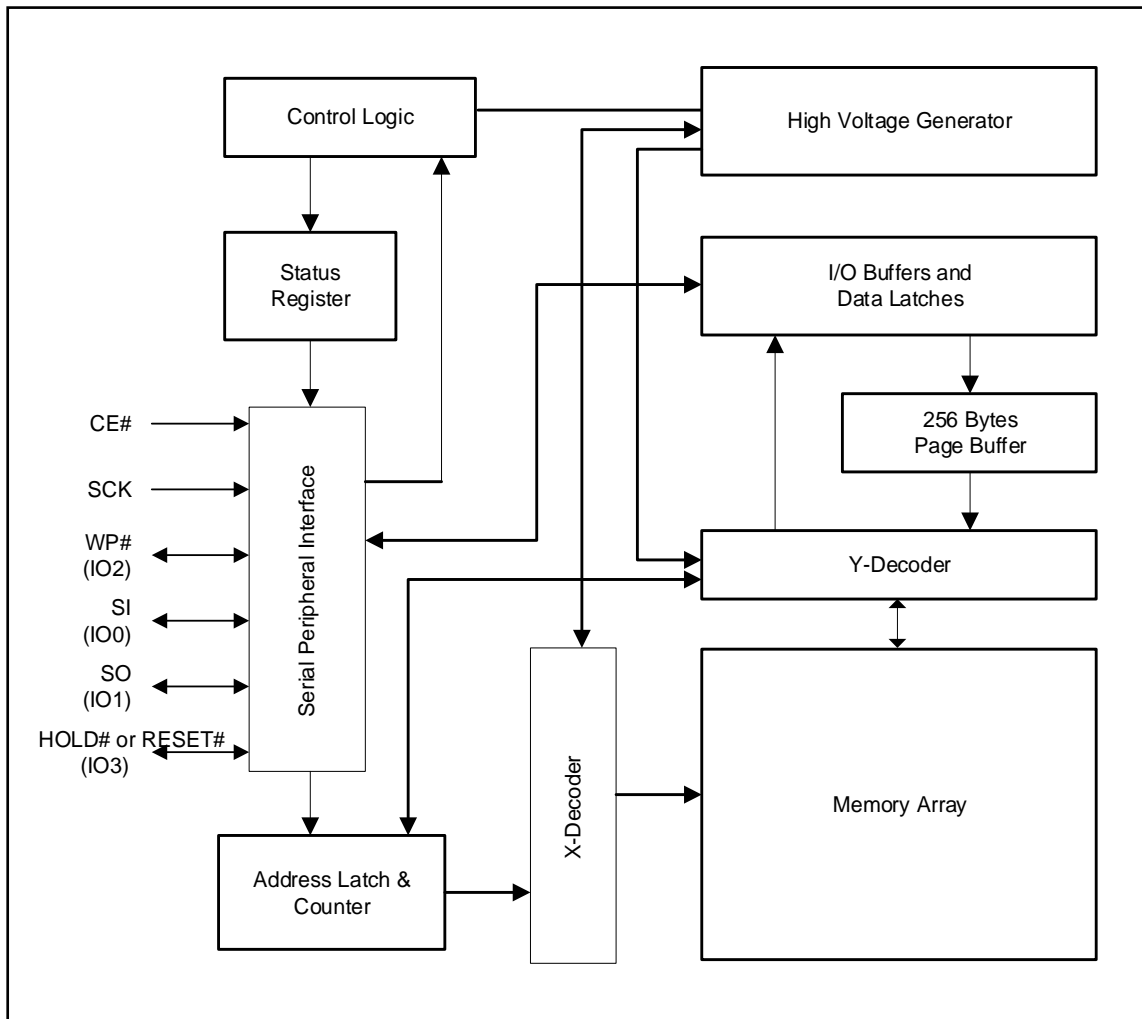 Control Logic
High Voltage Generator
Status
Register
I/O Buffers and
Data Latches
256 Bytes
Page Buffer
CE#
SCK
WP#
(IO2)
SI
(IO0)
SO
(IO1)
HOLD# or RESET#
(IO3)
Serial Peripheral Interface
Y-Decoder
X-Decoder
Memory Array
Address Latch &
Counter